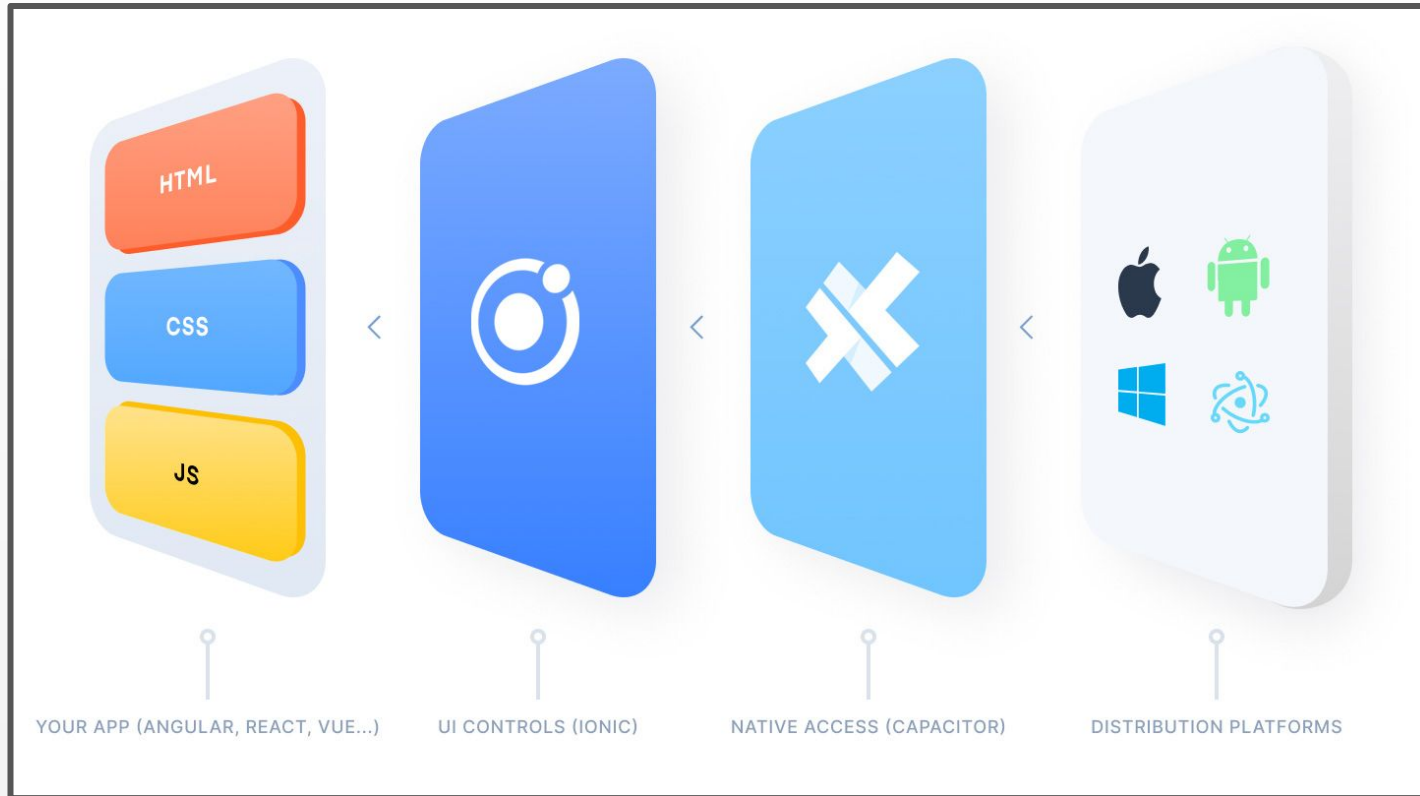 HTML
CSS
JS
YOUR APP (ANGULAR, REACT, VUE...)
UI CONTROLS (IONIC)
NATIVE ACCESS (CAPACITOR)
DISTRIBUTION PLATFORMS